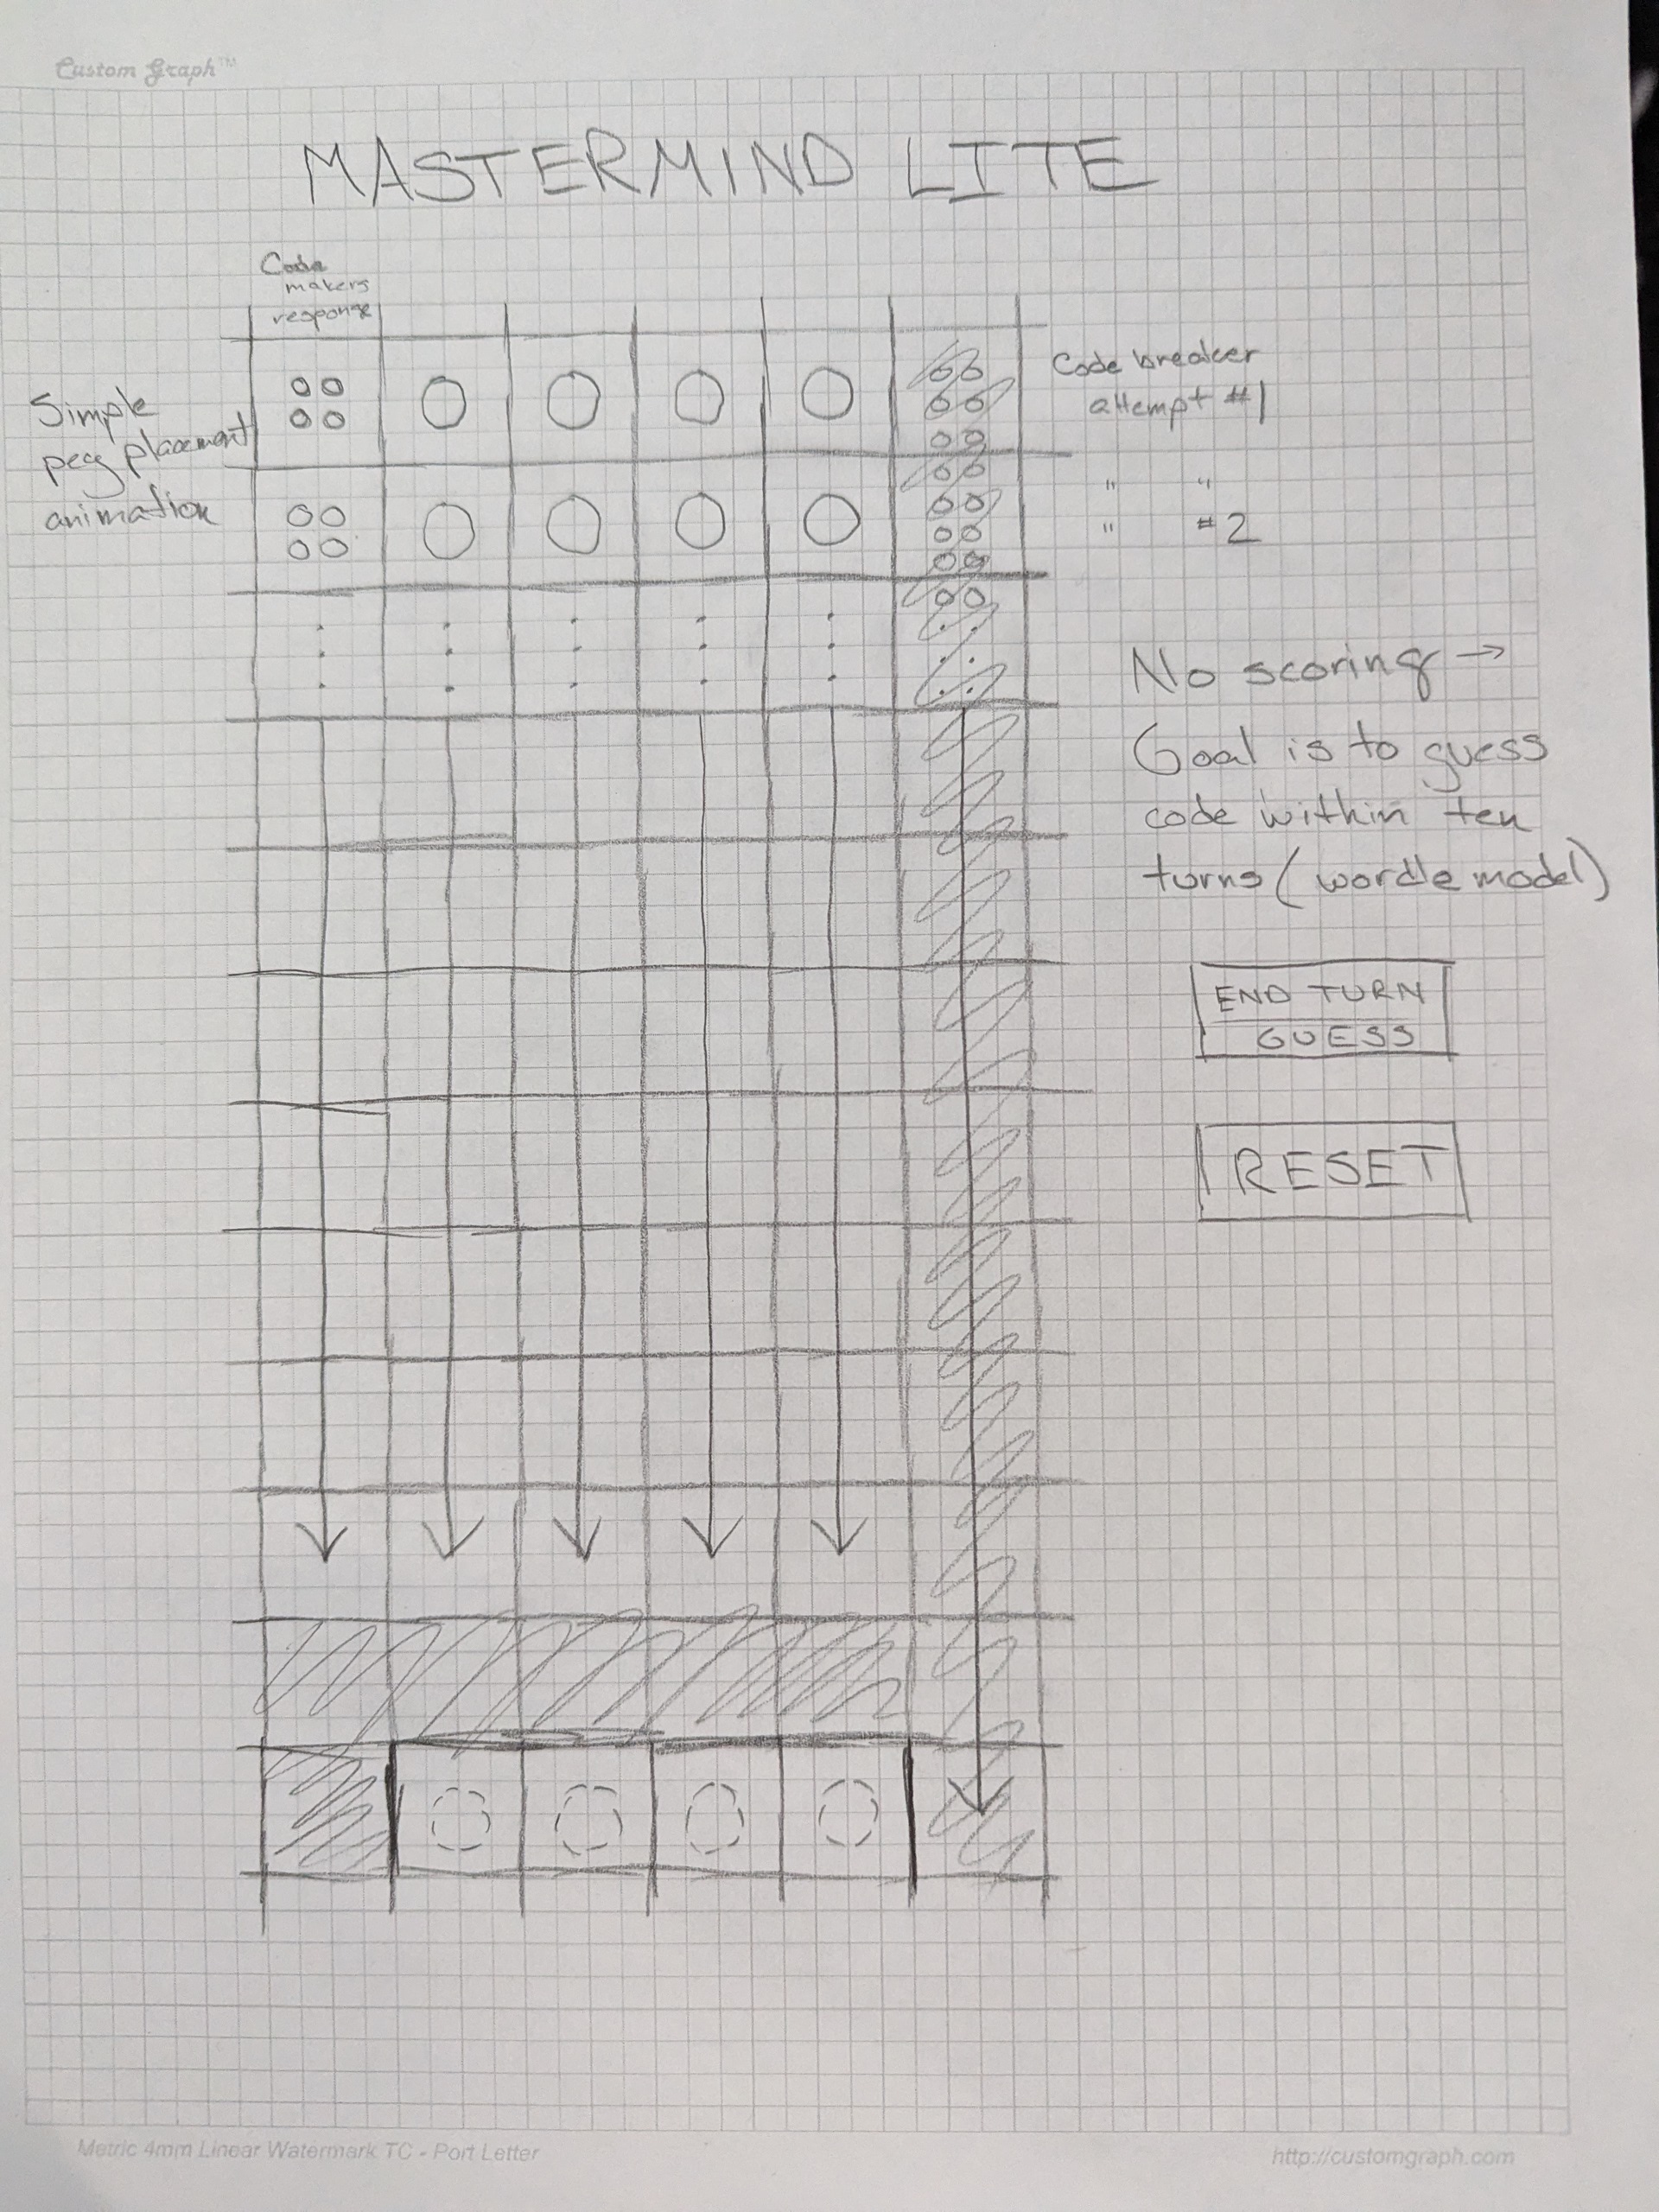 Custom Graph™
MASTERMIND LITE
Code
makers
response
Simple
peg placement
animation
Code breaker
attempt #1
" "
" #2
No scoring →
Goal is to guess
code within ten
turns (wordle model)
END TURN
GUESS
RESET
Metric 4mm Linear Watermark TC - Port Letter
http://customgraph.com